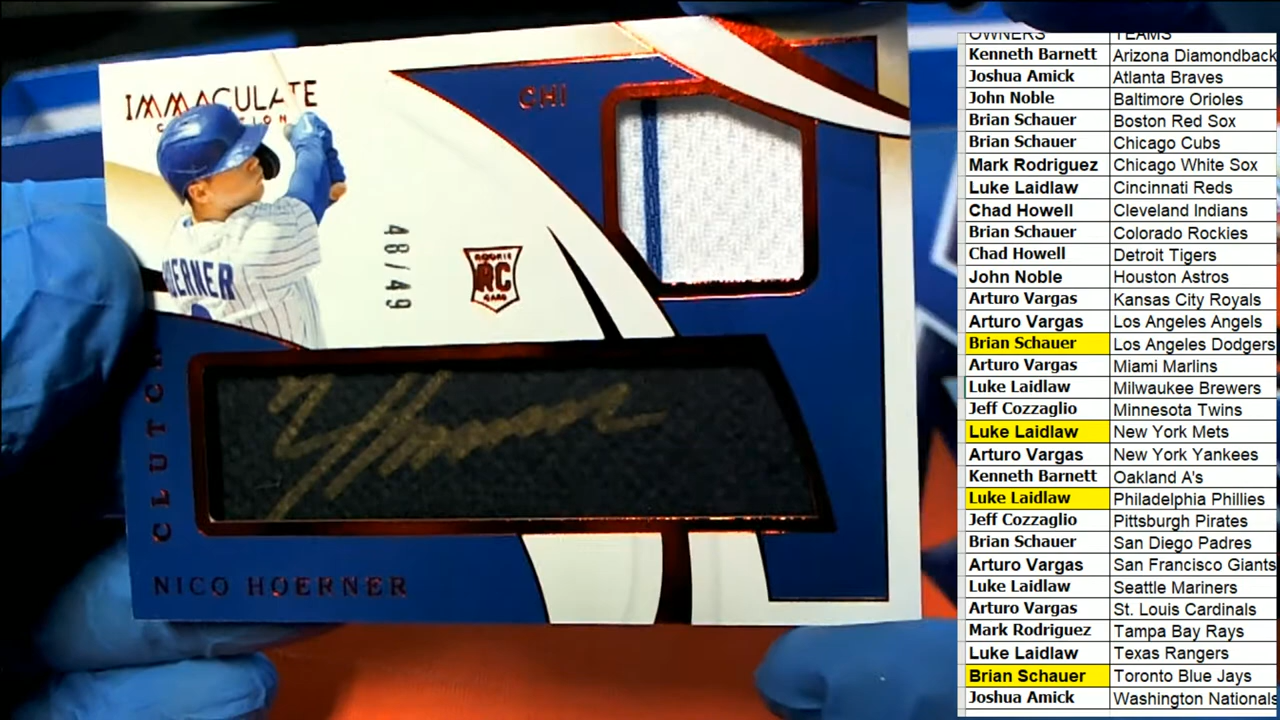 IMMACULATE
CHI
48/49
ROOKIE
RC
CARD
HOERNER
CLUTCH
NICO HOERNER
OWNERS TEAMS
Kenneth Barnett Arizona Diamondback
Joshua Amick Atlanta Braves
John Noble Baltimore Orioles
Brian Schauer Boston Red Sox
Brian Schauer Chicago Cubs
Mark Rodriguez Chicago White Sox
Luke Laidlaw Cincinnati Reds
Chad Howell Cleveland Indians
Brian Schauer Colorado Rockies
Chad Howell Detroit Tigers
John Noble Houston Astros
Arturo Vargas Kansas City Royals
Arturo Vargas Los Angeles Angels
Brian Schauer Los Angeles Dodgers
Arturo Vargas Miami Marlins
Luke Laidlaw Milwaukee Brewers
Jeff Cozzaglio Minnesota Twins
Luke Laidlaw New York Mets
Arturo Vargas New York Yankees
Kenneth Barnett Oakland A's
Luke Laidlaw Philadelphia Phillies
Jeff Cozzaglio Pittsburgh Pirates
Brian Schauer San Diego Padres
Arturo Vargas San Francisco Giants
Luke Laidlaw Seattle Mariners
Arturo Vargas St. Louis Cardinals
Mark Rodriguez Tampa Bay Rays
Luke Laidlaw Texas Rangers
Brian Schauer Toronto Blue Jays
Joshua Amick Washington Nationals